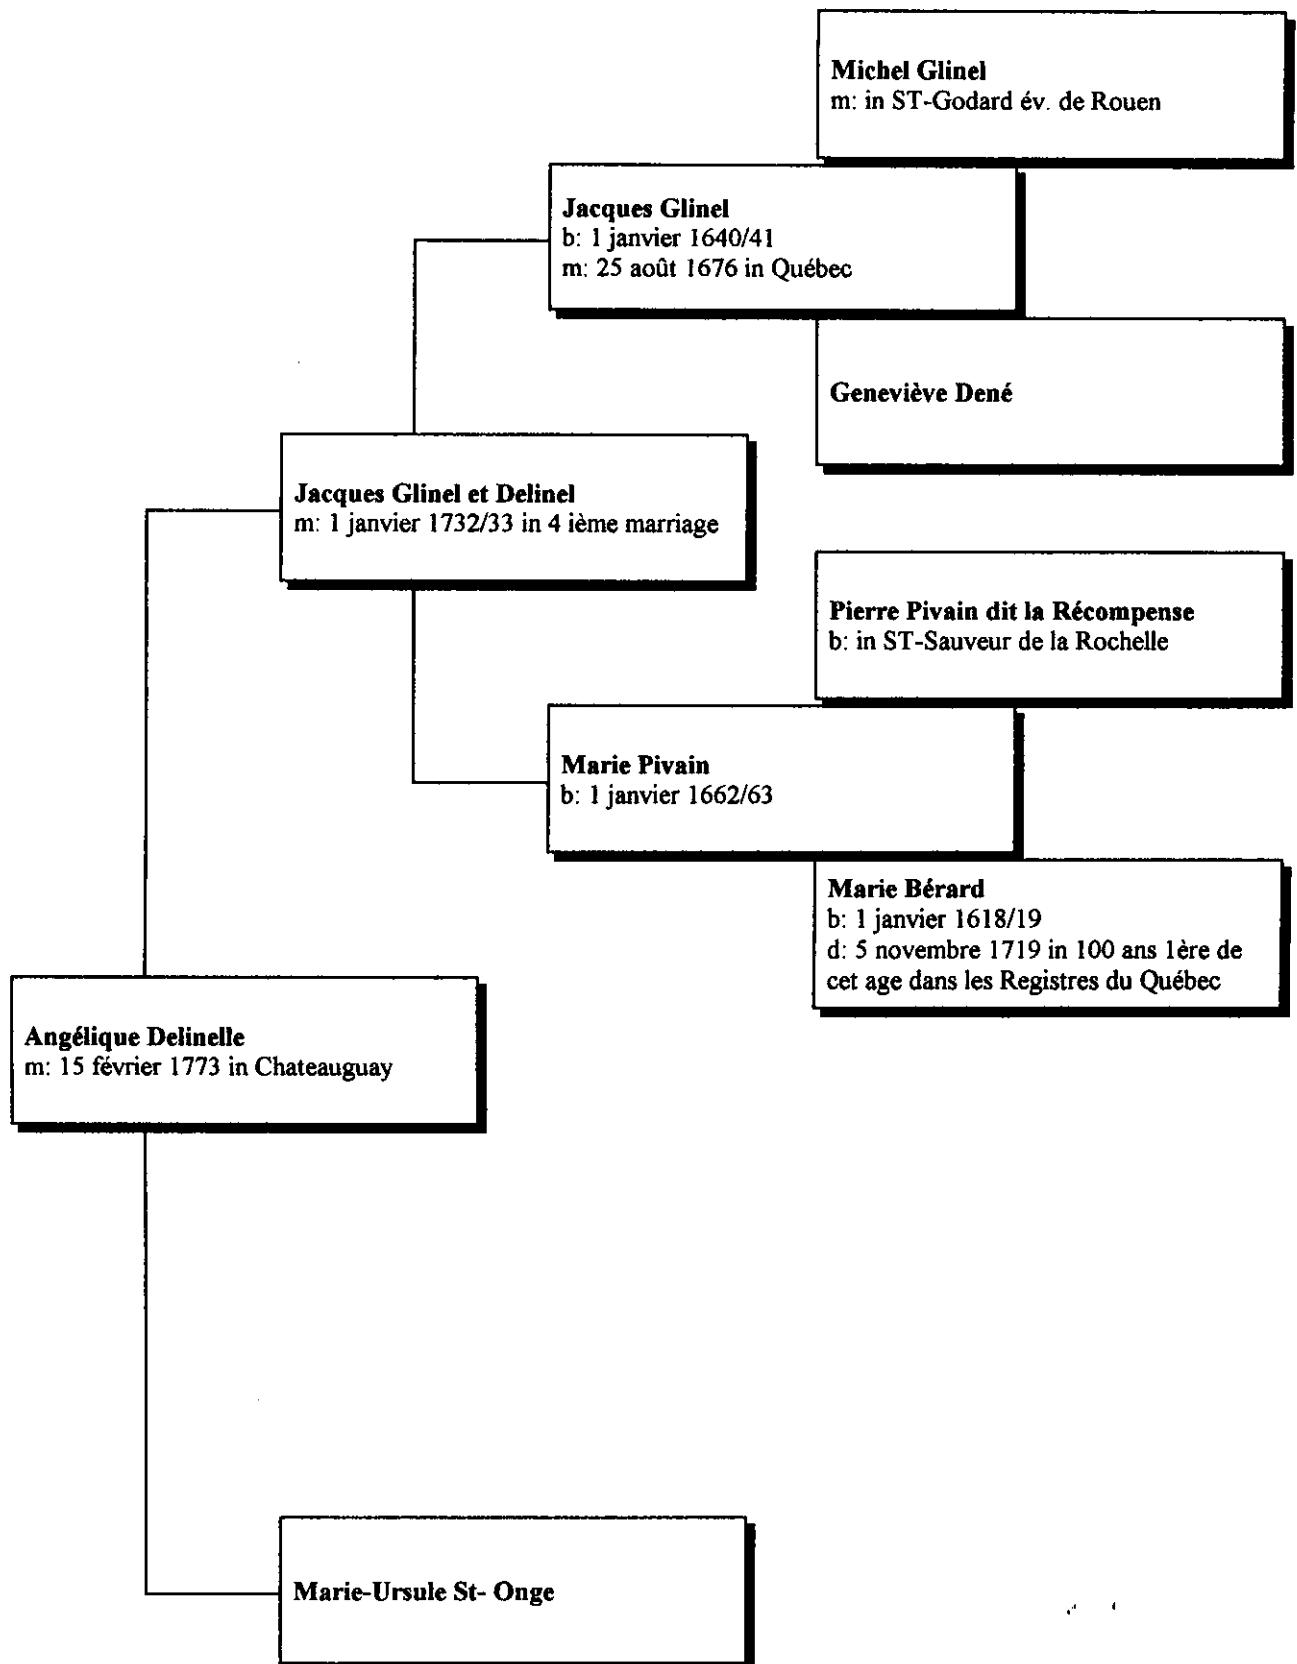 Michel Glinel
m: in ST-Godard év. de Rouen
Jacques Glinel
b: 1 janvier 1640/41
m: 25 août 1676 in Québec
Geneviève Dené
Jacques Glinel et Delinel
m: 1 janvier 1732/33 in 4 ième marriage
Pierre Pivain dit la Récompense
b: in ST-Sauveur de la Rochelle
Marie Pivain
b: 1 janvier 1662/63
Marie Bérard
b: 1 janvier 1618/19
d: 5 novembre 1719 in 100 ans 1ère de
cet age dans les Registres du Québec
Angélique Delinelle
m: 15 février 1773 in Chateauguay
Marie-Ursule St- Onge